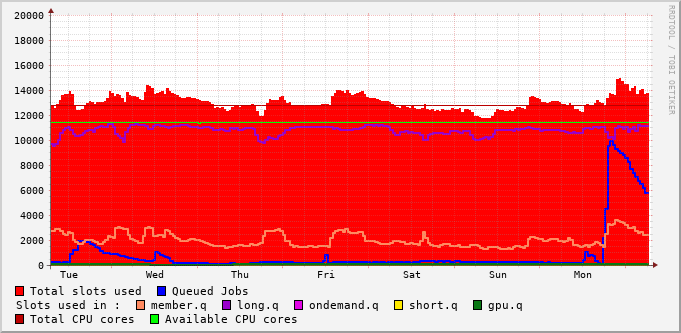 RRDTOOL / TOBI OETIKER
20000
18000
16000
14000
12000
10000
8000
6000
4000
2000
0
Tue Wed Thu Fri Sat Sun Mon
Total slots used Queued Jobs
Slots used in : member.q long.q ondemand.q short.q gpu.q
Total CPU cores Available CPU cores